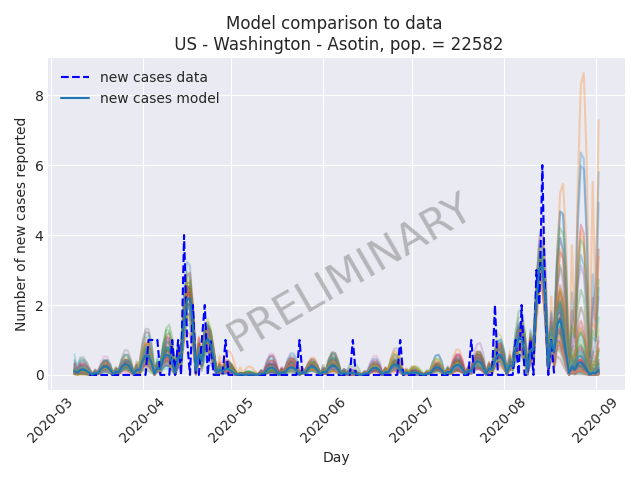 Model comparison to data
US - Washington - Asotin, pop. = 22582
new cases data
new cases model
Number of new cases reported
8
6
4
2
0
PRELIMINARY
2020-03
2020-04
2020-05
2020-06
2020-07
2020-08
2020-09
Day